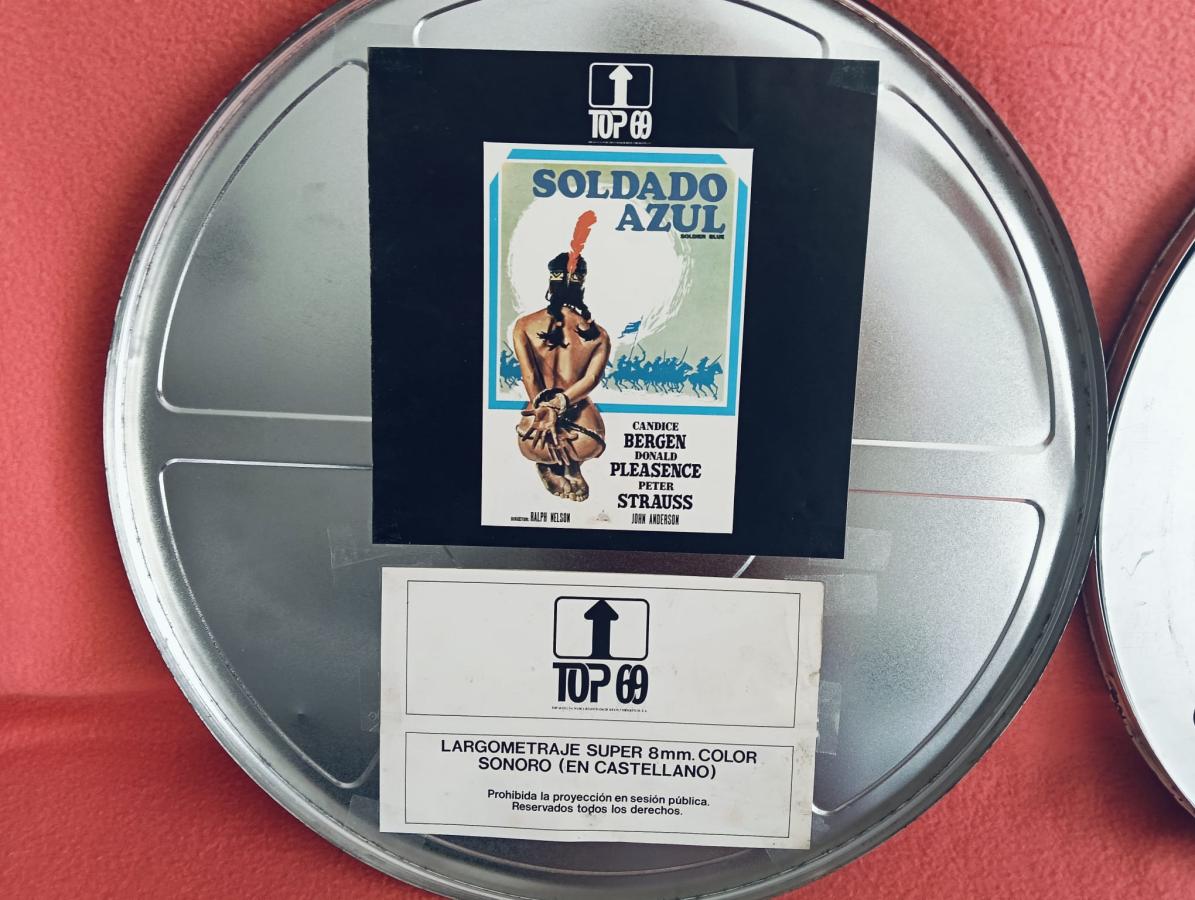 TOP 69
SOLDADO
AZUL
SOLDIER BLUE
CANDICE
BERGEN
DONALD
PLEASENCE
PETER
STRAUSS
DIRECTOR: RALPH NELSON
JOHN ANDERSON
TOP 69
LARGOMETRAJE SUPER 8mm. COLOR
SONORO (EN CASTELLANO)
Prohibida la proyección en sesión pública.
Reservados todos los derechos.